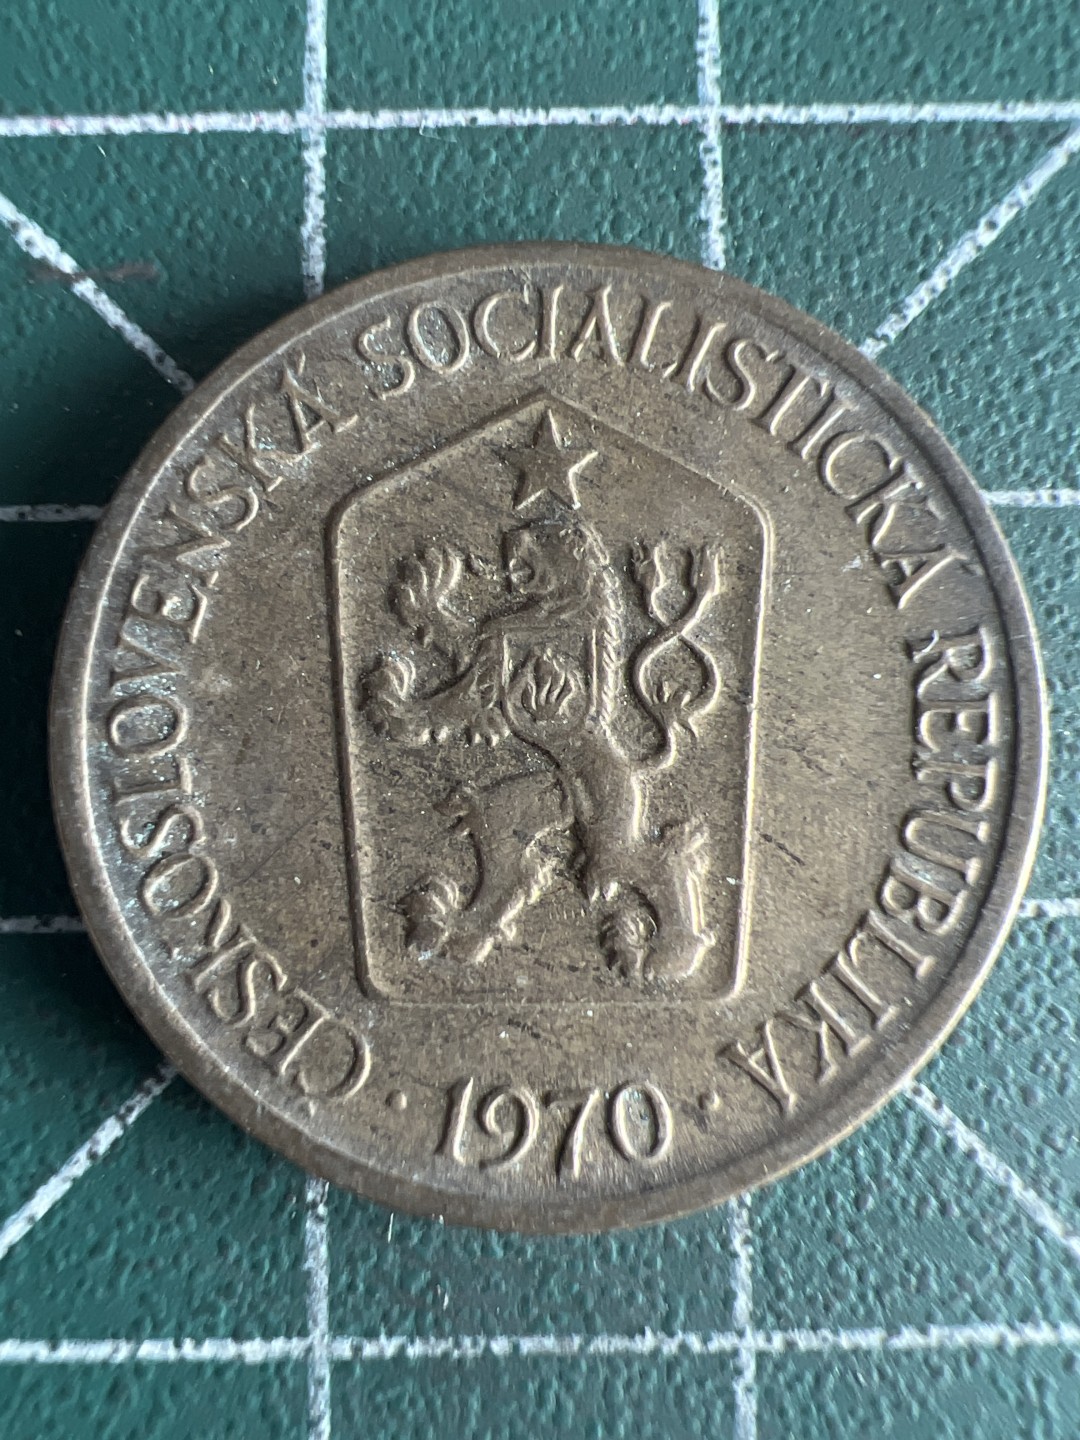 ČESKOSLOVENSKÁ SOCIALISTICKÁ REPUBLIKA
· 1970 ·